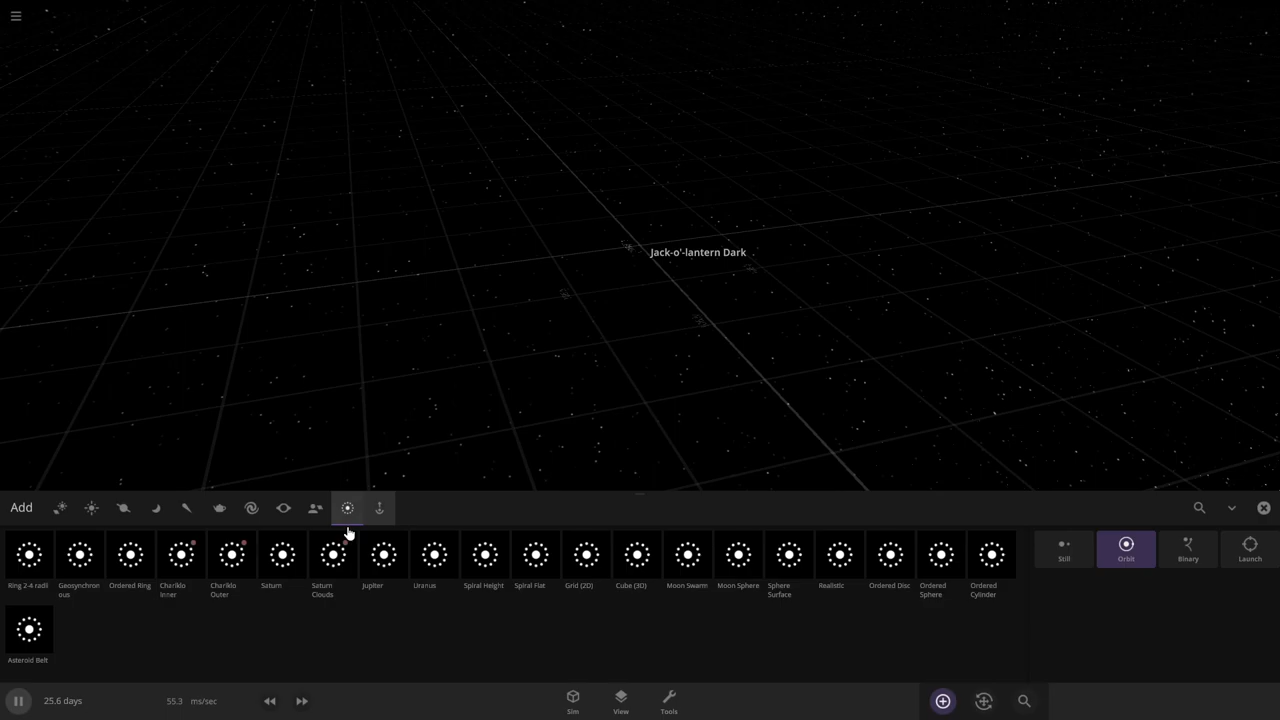 Jack-o'-lantern Dark
Add
Ring 2-4 radii
Geosynchron
ous
Ordered Ring
Chariklo
Inner
Chariklo
Outer
Saturn
Saturn
Clouds
Jupiter
Uranus
Spiral Height
Spiral Flat
Grid (2D)
Cube (3D)
Moon Swarm
Moon Sphere
Sphere
Surface
Realistic
Ordered Disc
Ordered
Sphere
Ordered
Cylinder
Still
Orbit
Binary
Launch
Asteroid Belt
25.6 days
55.3 ms/sec
Sim
View
Tools